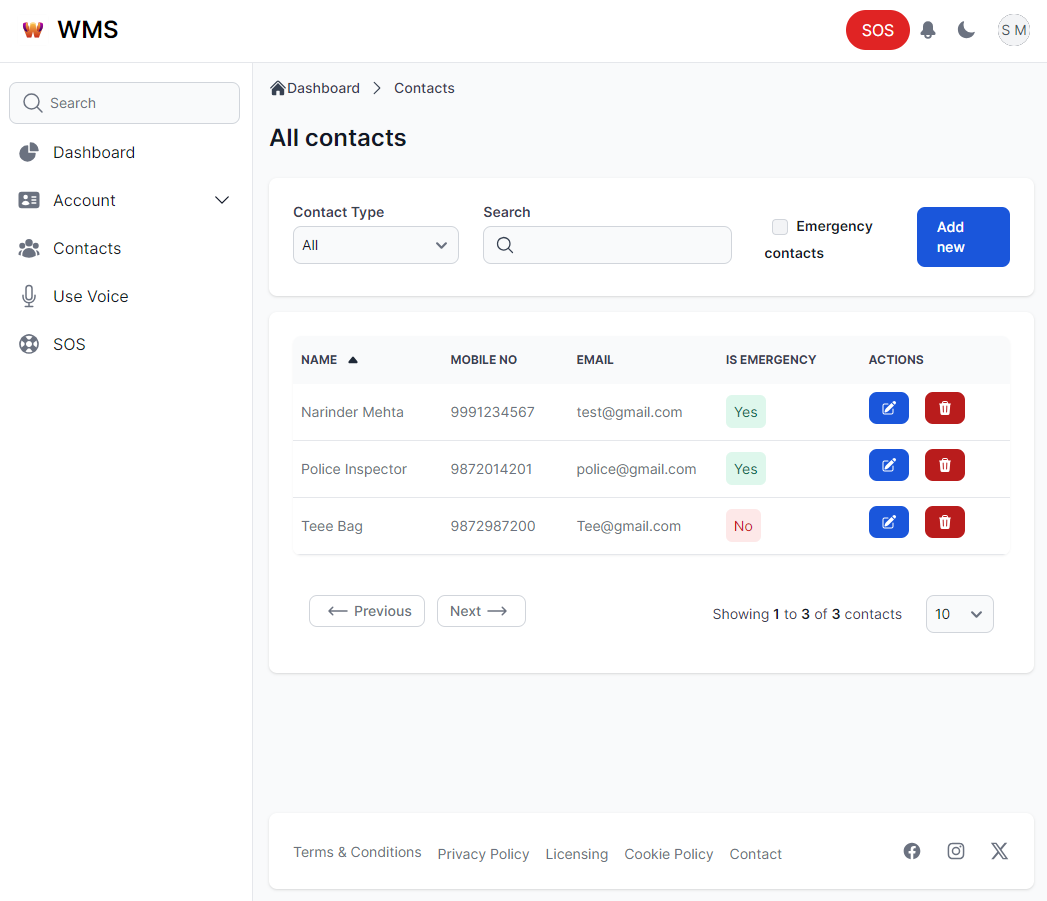 WMS
SOS
S M
Search
Dashboard
Account
Contacts
Use Voice
SOS
Dashboard Contacts
All contacts
Contact Type
All
Search
Emergency
contacts
Add
new
NAME MOBILE NO EMAIL IS EMERGENCY ACTIONS
Narinder Mehta 9991234567 test@gmail.com Yes
Police Inspector 9872014201 police@gmail.com Yes
Teee Bag 9872987200 Tee@gmail.com No
Previous Next Showing 1 to 3 of 3 contacts 10
Terms & Conditions Privacy Policy Licensing Cookie Policy Contact